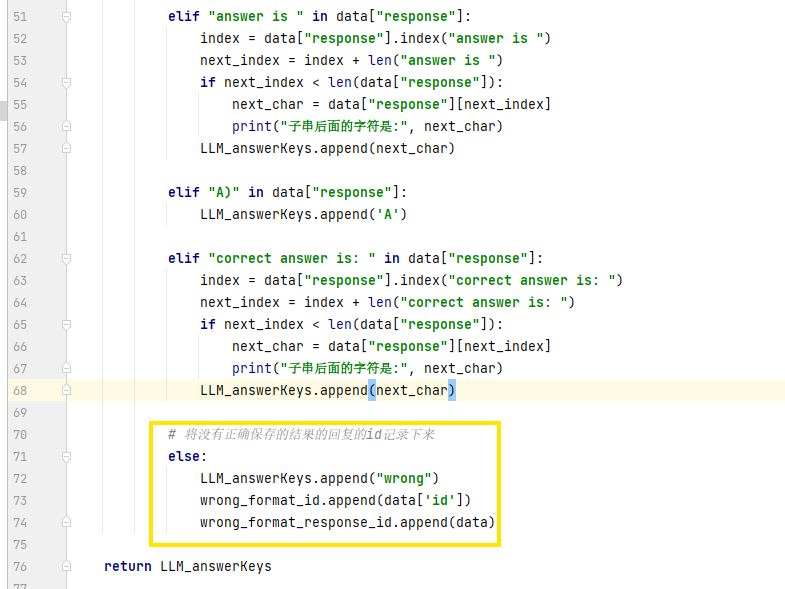 51 elif "answer is " in data["response"]:
52 index = data["response"].index("answer is ")
53 next_index = index + len("answer is ")
54 if next_index < len(data["response"]):
55 next_char = data["response"][next_index]
56 print("子串后面的字符是:", next_char)
57 LLM_answerKeys.append(next_char)
58
59 elif "A)" in data["response"]:
60 LLM_answerKeys.append('A')
61
62 elif "correct answer is: " in data["response"]:
63 index = data["response"].index("correct answer is: ")
64 next_index = index + len("correct answer is: ")
65 if next_index < len(data["response"]):
66 next_char = data["response"][next_index]
67 print("子串后面的字符是:", next_char)
68 LLM_answerKeys.append(next_char)
69
70 # 将没有正确保存的结果的回复的id记录下来
71 else:
72 LLM_answerKeys.append("wrong")
73 wrong_format_id.append(data['id'])
74 wrong_format_response_id.append(data)
75
76 return LLM_answerKeys
77